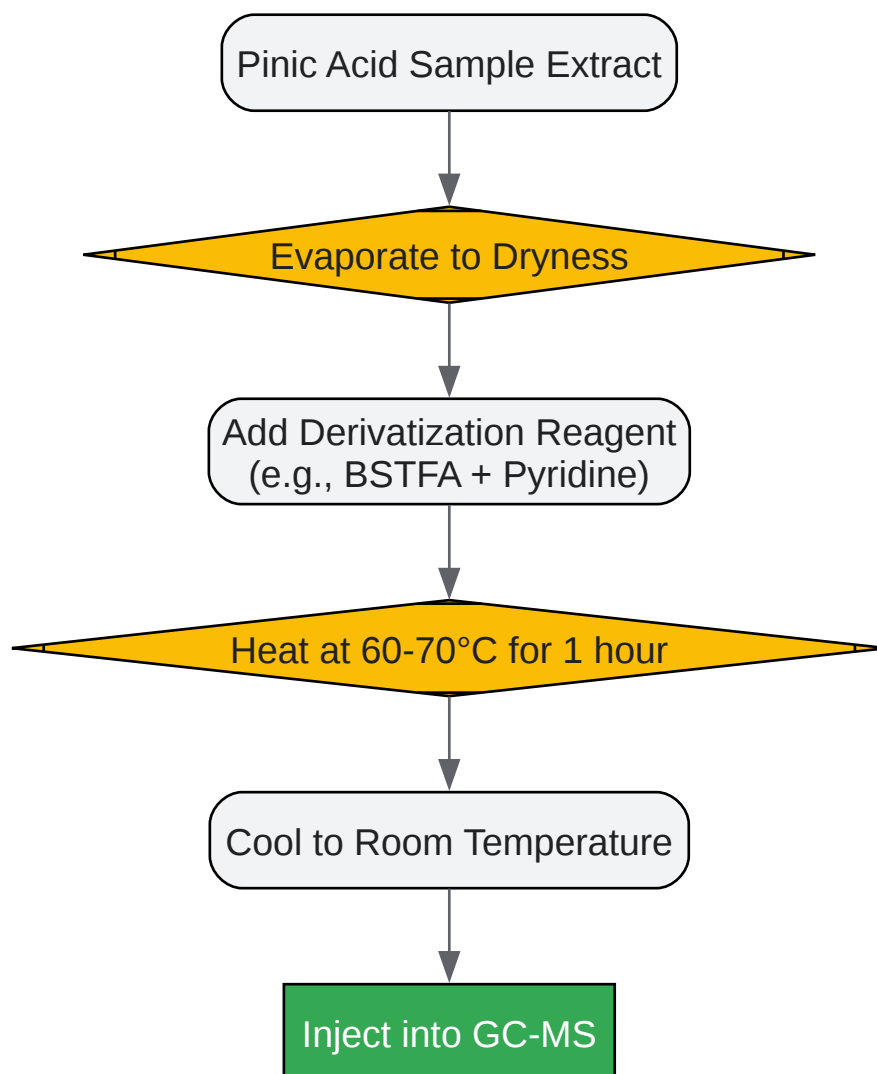 Pinic Acid Sample Extract
Evaporate to Dryness
Add Derivatization Reagent
(e.g., BSTFA + Pyridine)
Heat at 60-70°C for 1 hour
Cool to Room Temperature
Inject into GC-MS